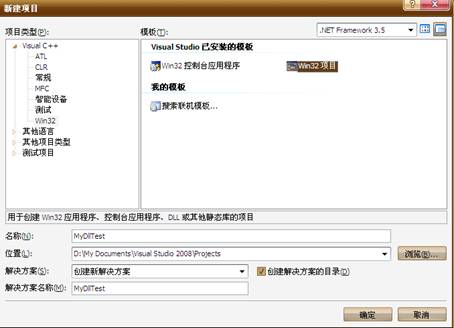 新建项目
项目类型(P):
模板(T):
.NET Framework 3.5
Visual C++
ATL
CLR
常规
MFC
智能设备
测试
Win32
其他语言
其他项目类型
测试项目
Visual Studio 已安装的模板
Win32 控制台应用程序
Win32 项目
我的模板
搜索联机模板...
用于创建 Win32 应用程序、控制台应用程序、DLL 或其他静态库的项目
名称(N):
MyDllTest
位置(L):
D:\My Documents\Visual Studio 2008\Projects
浏览(B)...
解决方案(S):
创建新解决方案
创建解决方案的目录(D)
解决方案名称(M):
MyDllTest
确定
取消